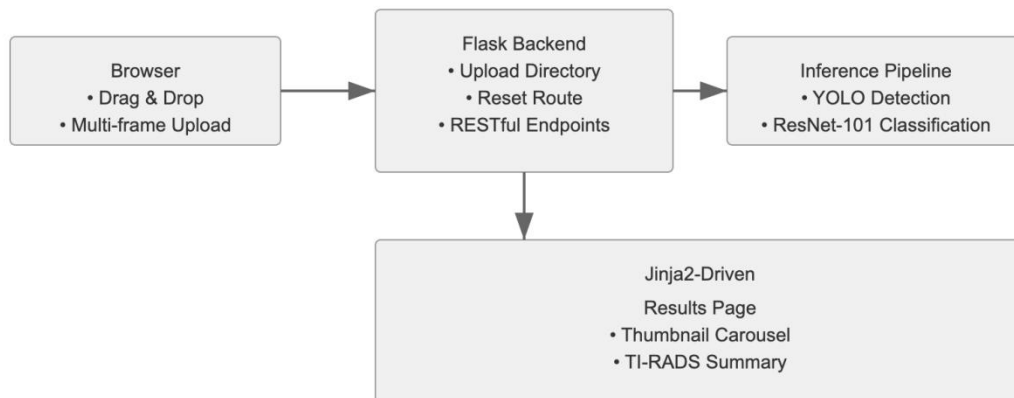 Browser
• Drag & Drop
• Multi-frame Upload
Flask Backend
• Upload Directory
• Reset Route
• RESTful Endpoints
Inference Pipeline
• YOLO Detection
• ResNet-101 Classification
Jinja2-Driven
Results Page
• Thumbnail Carousel
• TI-RADS Summary